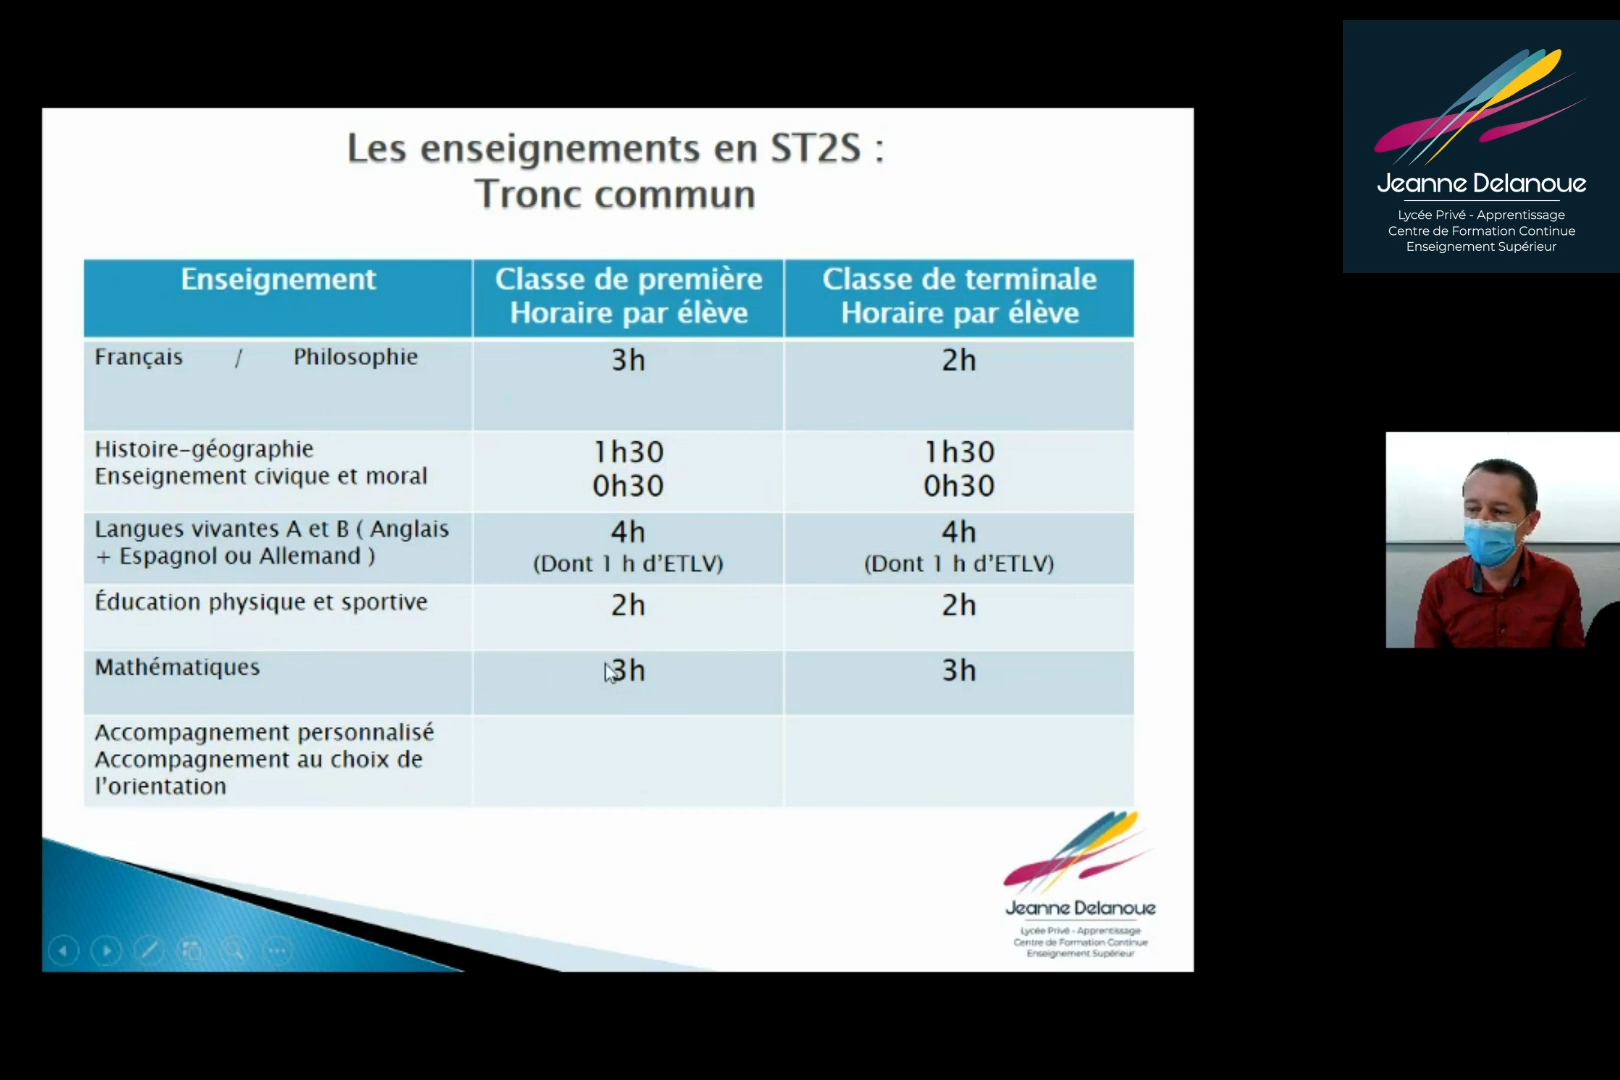 Les enseignements en ST2S :
Tronc commun
Enseignement
Classe de première
Horaire par élève
Classe de terminale
Horaire par élève
Français / Philosophie
3h
2h
Histoire-géographie
Enseignement civique et moral
1h30
0h30
1h30
0h30
Langues vivantes A et B ( Anglais
+ Espagnol ou Allemand )
4h
(Dont 1 h d'ETLV)
4h
(Dont 1 h d'ETLV)
Éducation physique et sportive
2h
2h
Mathématiques
3h
3h
Accompagnement personnalisé
Accompagnement au choix de
l'orientation
Jeanne Delanoue
Lycée Privé - Apprentissage
Centre de Formation Continue
Enseignement Supérieur
Jeanne Delanoue
Lycée Privé - Apprentissage
Centre de Formation Continue
Enseignement Supérieur